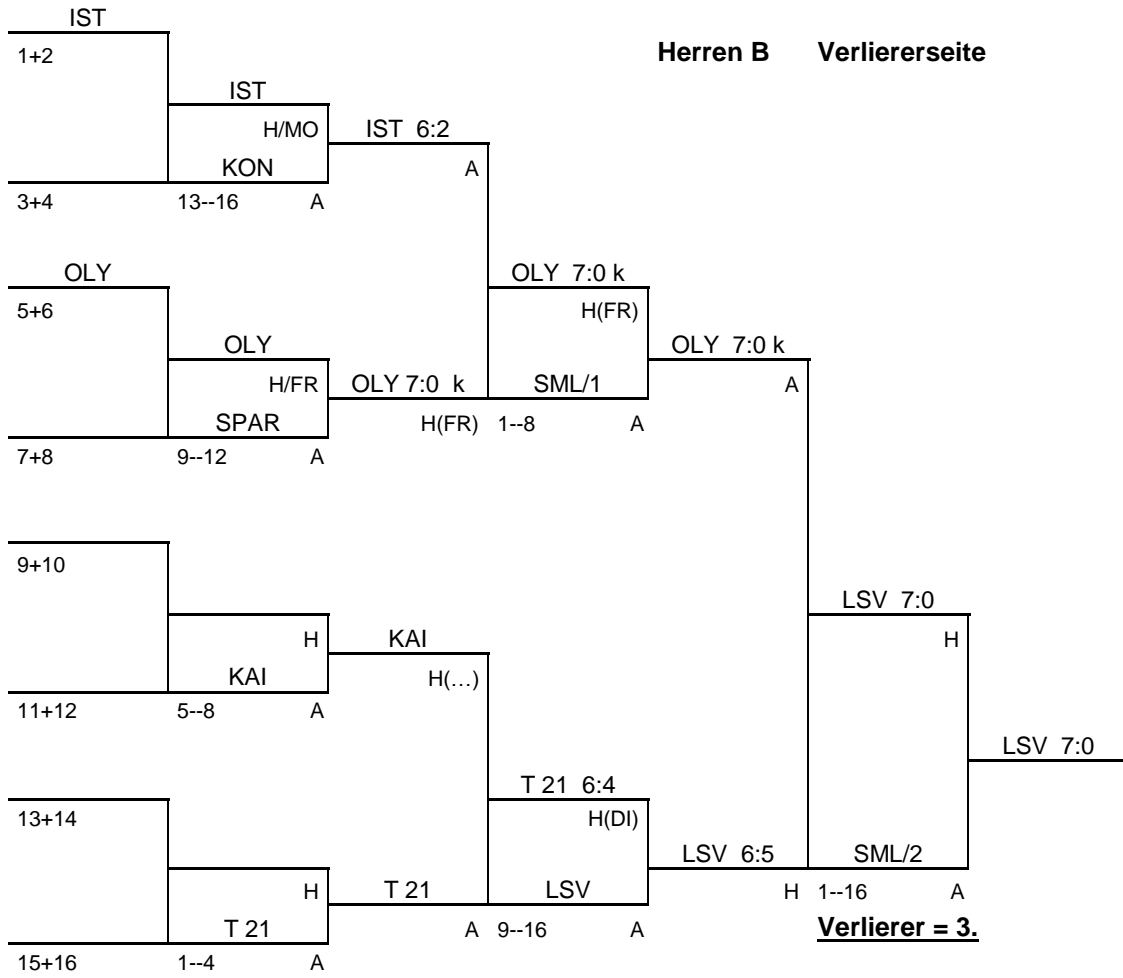 IST
1+2
Herren B Verliererseite
IST
H/MO
IST 6:2
KON
A
3+4
13--16 A
OLY
OLY 7:0 k
5+6
H(FR)
OLY
OLY 7:0 k
H/FR
OLY 7:0 k
SML/1
A
SPAR
H(FR) 1--8 A
7+8
9--12 A
9+10
LSV 7:0
H
KAI
H
KAI
H(…)
11+12
5--8 A
LSV 7:0
T 21 6:4
13+14
H(DI)
LSV 6:5
SML/2
H
T 21
LSV
H 1--16 A
T 21
A 9--16 A
Verlierer = 3.
15+16
1--4 A